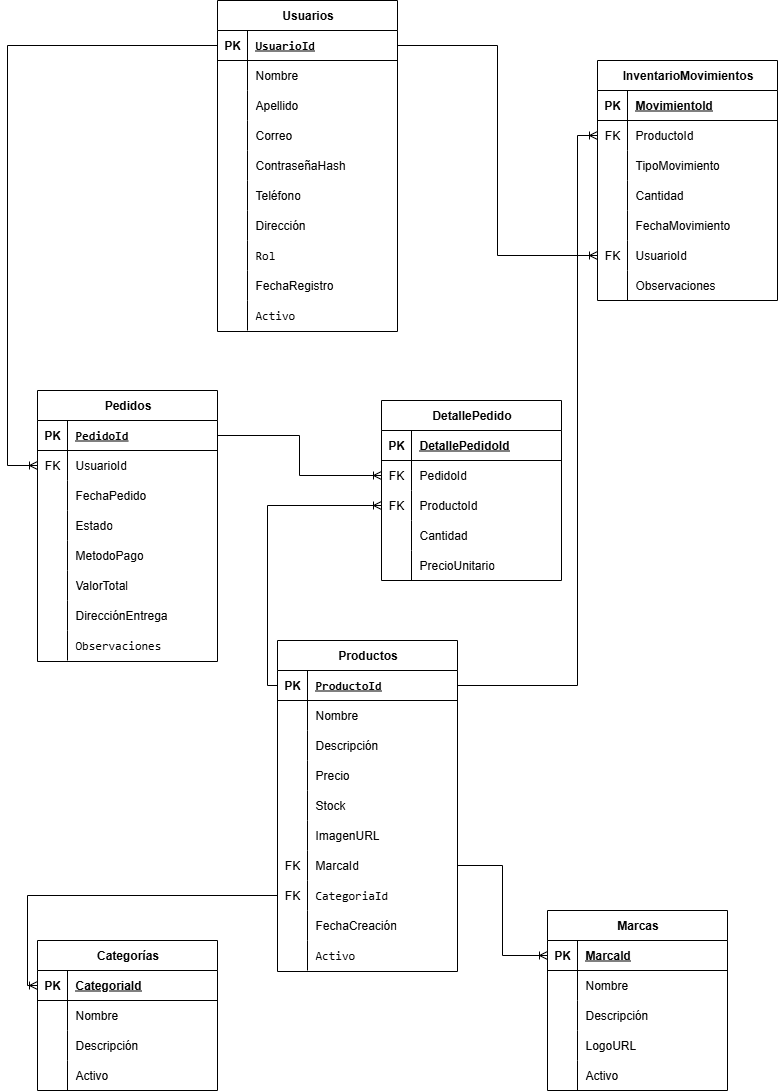 Usuarios
PK UsuarioId
Nombre
Apellido
Correo
ContraseñaHash
Teléfono
Dirección
Rol
FechaRegistro
Activo
InventarioMovimientos
PK MovimientoId
FK ProductoId
TipoMovimiento
Cantidad
FechaMovimiento
FK UsuarioId
Observaciones
Pedidos
PK PedidoId
FK UsuarioId
FechaPedido
Estado
MetodoPago
ValorTotal
DirecciónEntrega
Observaciones
DetallePedido
PK DetallePedidoId
FK PedidoId
FK ProductoId
Cantidad
PrecioUnitario
Productos
PK ProductoId
Nombre
Descripción
Precio
Stock
ImagenURL
FK MarcaId
FK CategoriaId
FechaCreación
Activo
Categorías
PK CategoriaId
Nombre
Descripción
Activo
Marcas
PK MarcaId
Nombre
Descripción
LogoURL
Activo